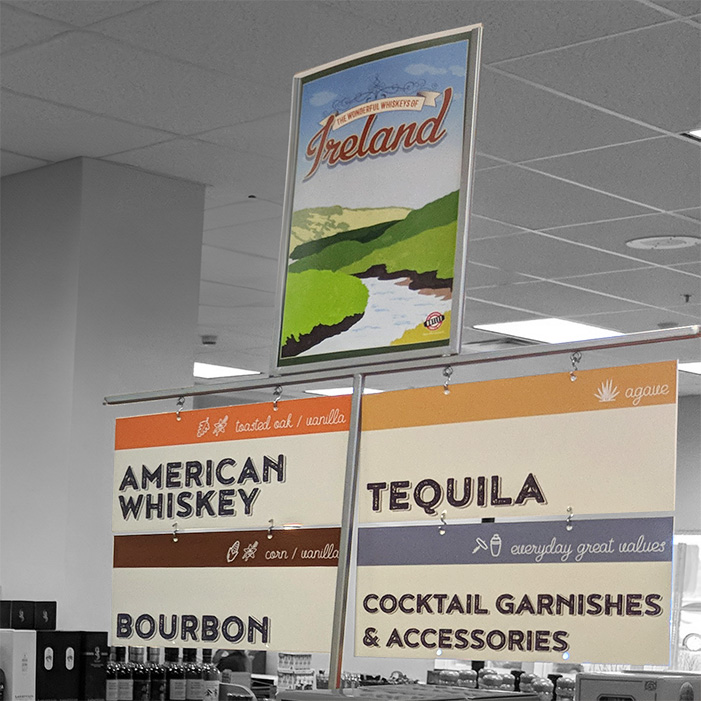 THE WONDERFUL WHISKEYS OF
Ireland
toasted oak / vanilla
AMERICAN
WHISKEY
agave
TEQUILA
corn / vanilla
BOURBON
everyday great values
COCKTAIL GARNISHES
& ACCESSORIES